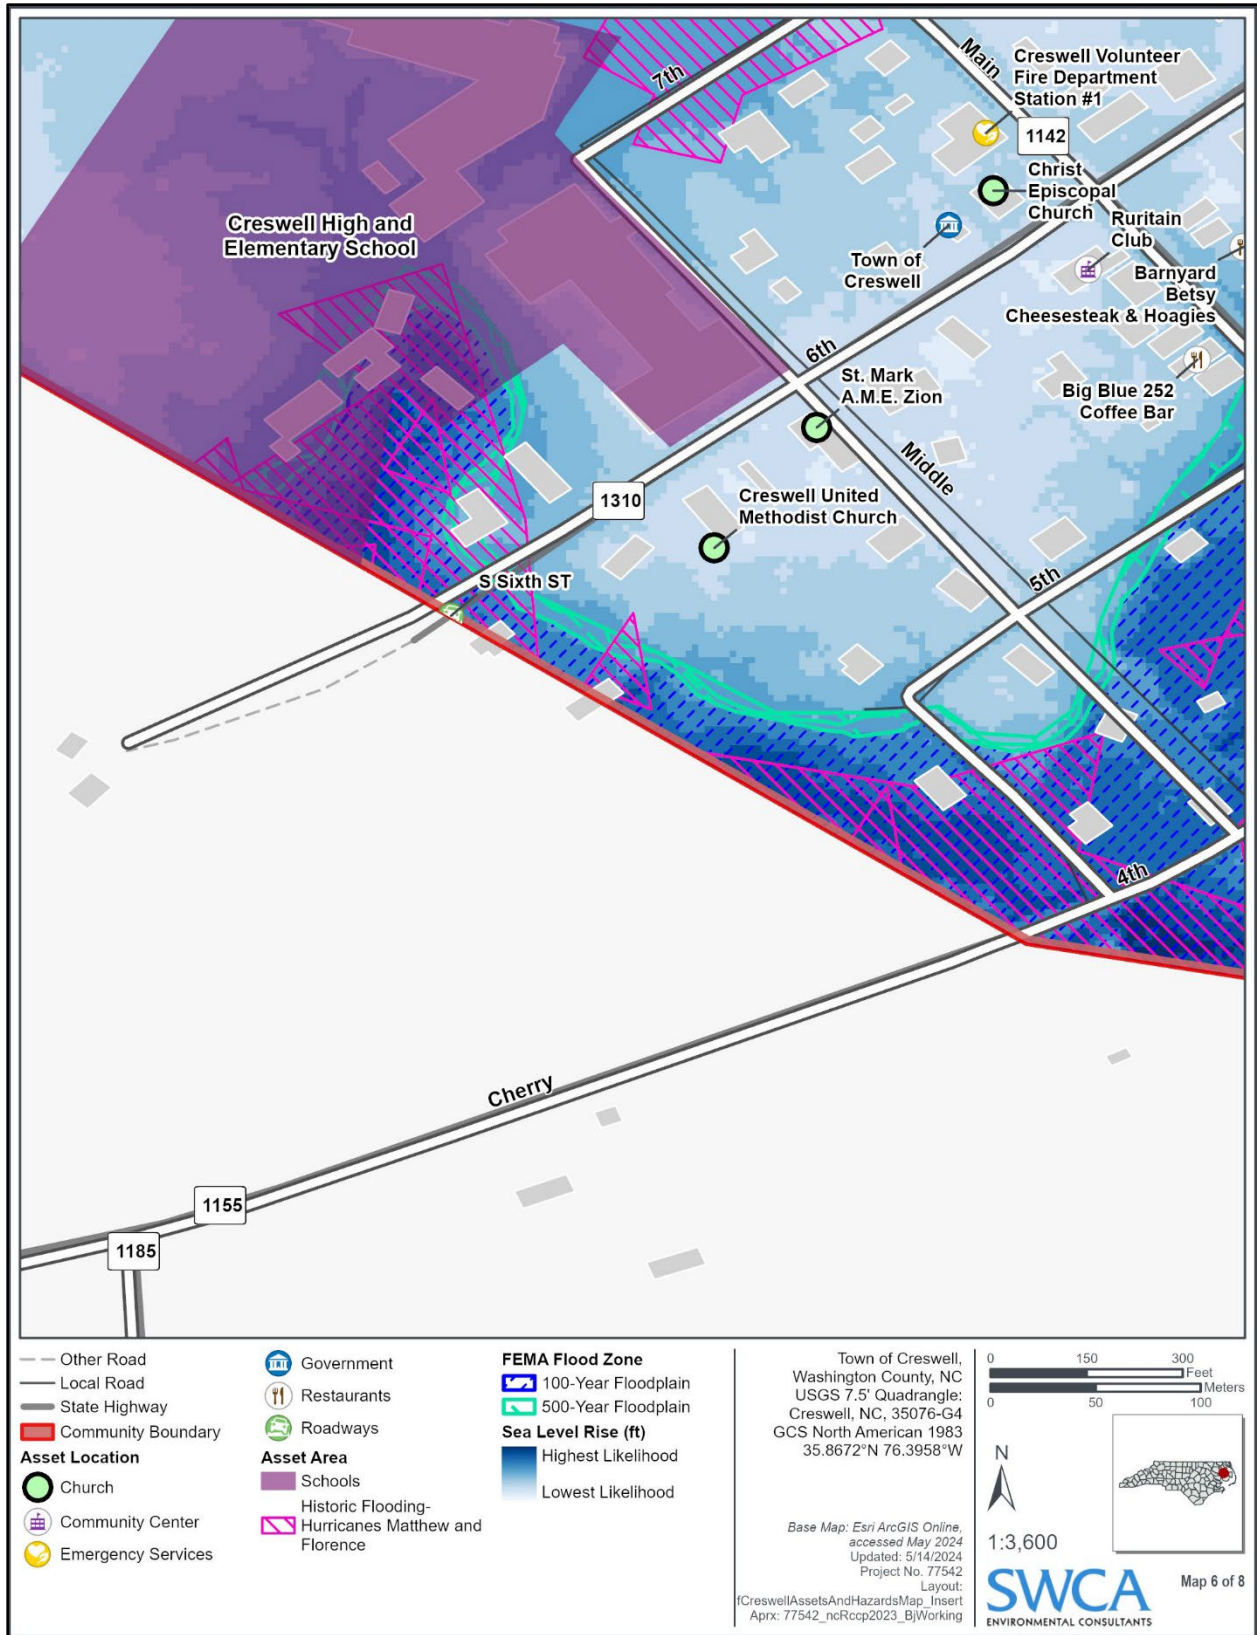 Main
Creswell Volunteer
Fire Department
Station #1
7th
1142
Christ
Episcopal
Church
Creswell High and
Elementary School
Ruritain
Club
Town of
Creswell
Barnyard
Betsy
Cheesesteak & Hoagies
6th
St. Mark
A.M.E. Zion
Big Blue 252
Coffee Bar
Middle
1310
Creswell United
Methodist Church
5th
S Sixth ST
4th
Cherry
1155
1185
Other Road
Local Road
State Highway
Community Boundary
Asset Location
Church
Community Center
Emergency Services
Government
Restaurants
Roadways
Asset Area
Schools
Historic Flooding-
Hurricanes Matthew and
Florence
FEMA Flood Zone
100-Year Floodplain
500-Year Floodplain
Sea Level Rise (ft)
Highest Likelihood
Lowest Likelihood
Town of Creswell,
Washington County, NC
USGS 7.5' Quadrangle:
Creswell, NC, 35076-G4
GCS North American 1983
35.8672°N 76.3958°W
Base Map: Esri ArcGIS Online,
accessed May 2024
Updated: 5/14/2024
Project No. 77542
Layout:
fCreswellAssetsAndHazardsMap_Insert
Aprx: 77542_ncRccp2023_BjWorking
0 150 300
Feet
Meters
0 50 100
N
1:3,600
SWCA
ENVIRONMENTAL CONSULTANTS
Map 6 of 8